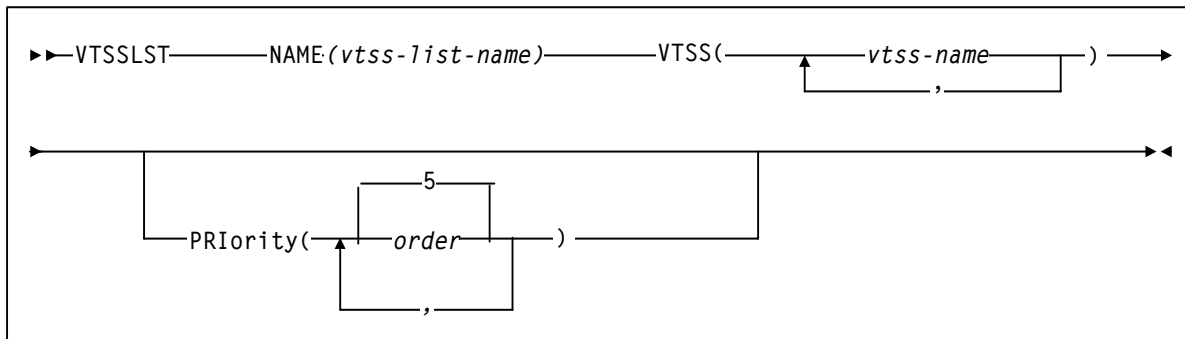 VTSSLST NAME(vtss-list-name) VTSS( vtss-name )
,
5
PRIority( order )
,